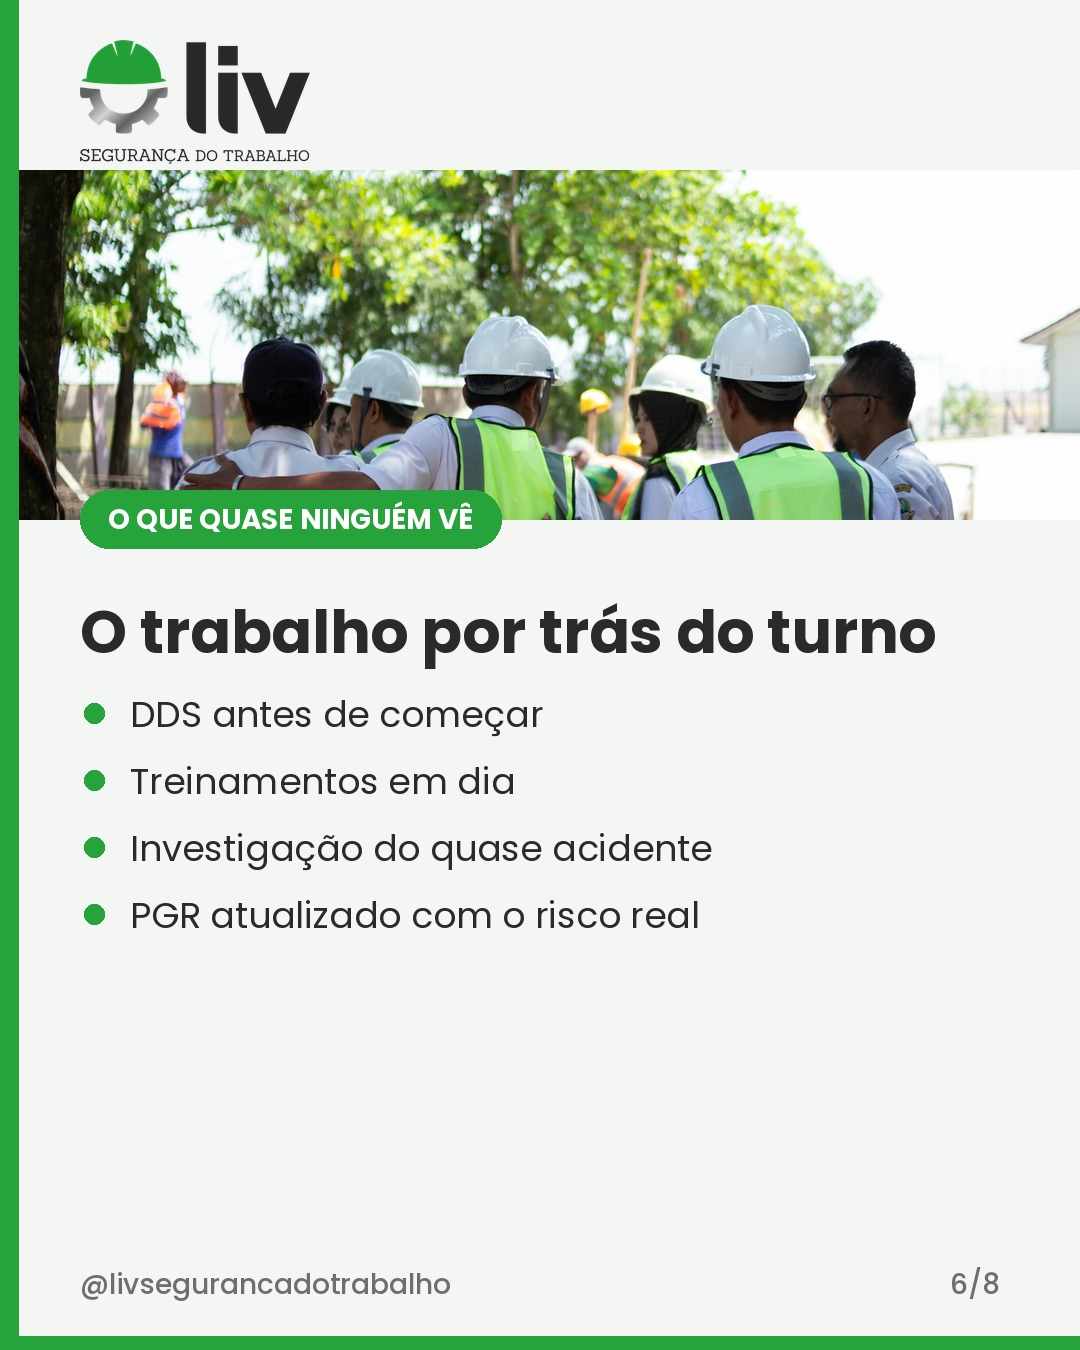 liv
SEGURANÇA DO TRABALHO
O QUE QUASE NINGUÉM VÊ
O trabalho por trás do turno
DDS antes de começar
Treinamentos em dia
Investigação do quase acidente
PGR atualizado com o risco real
@livsegurancadotrabalho
6/8